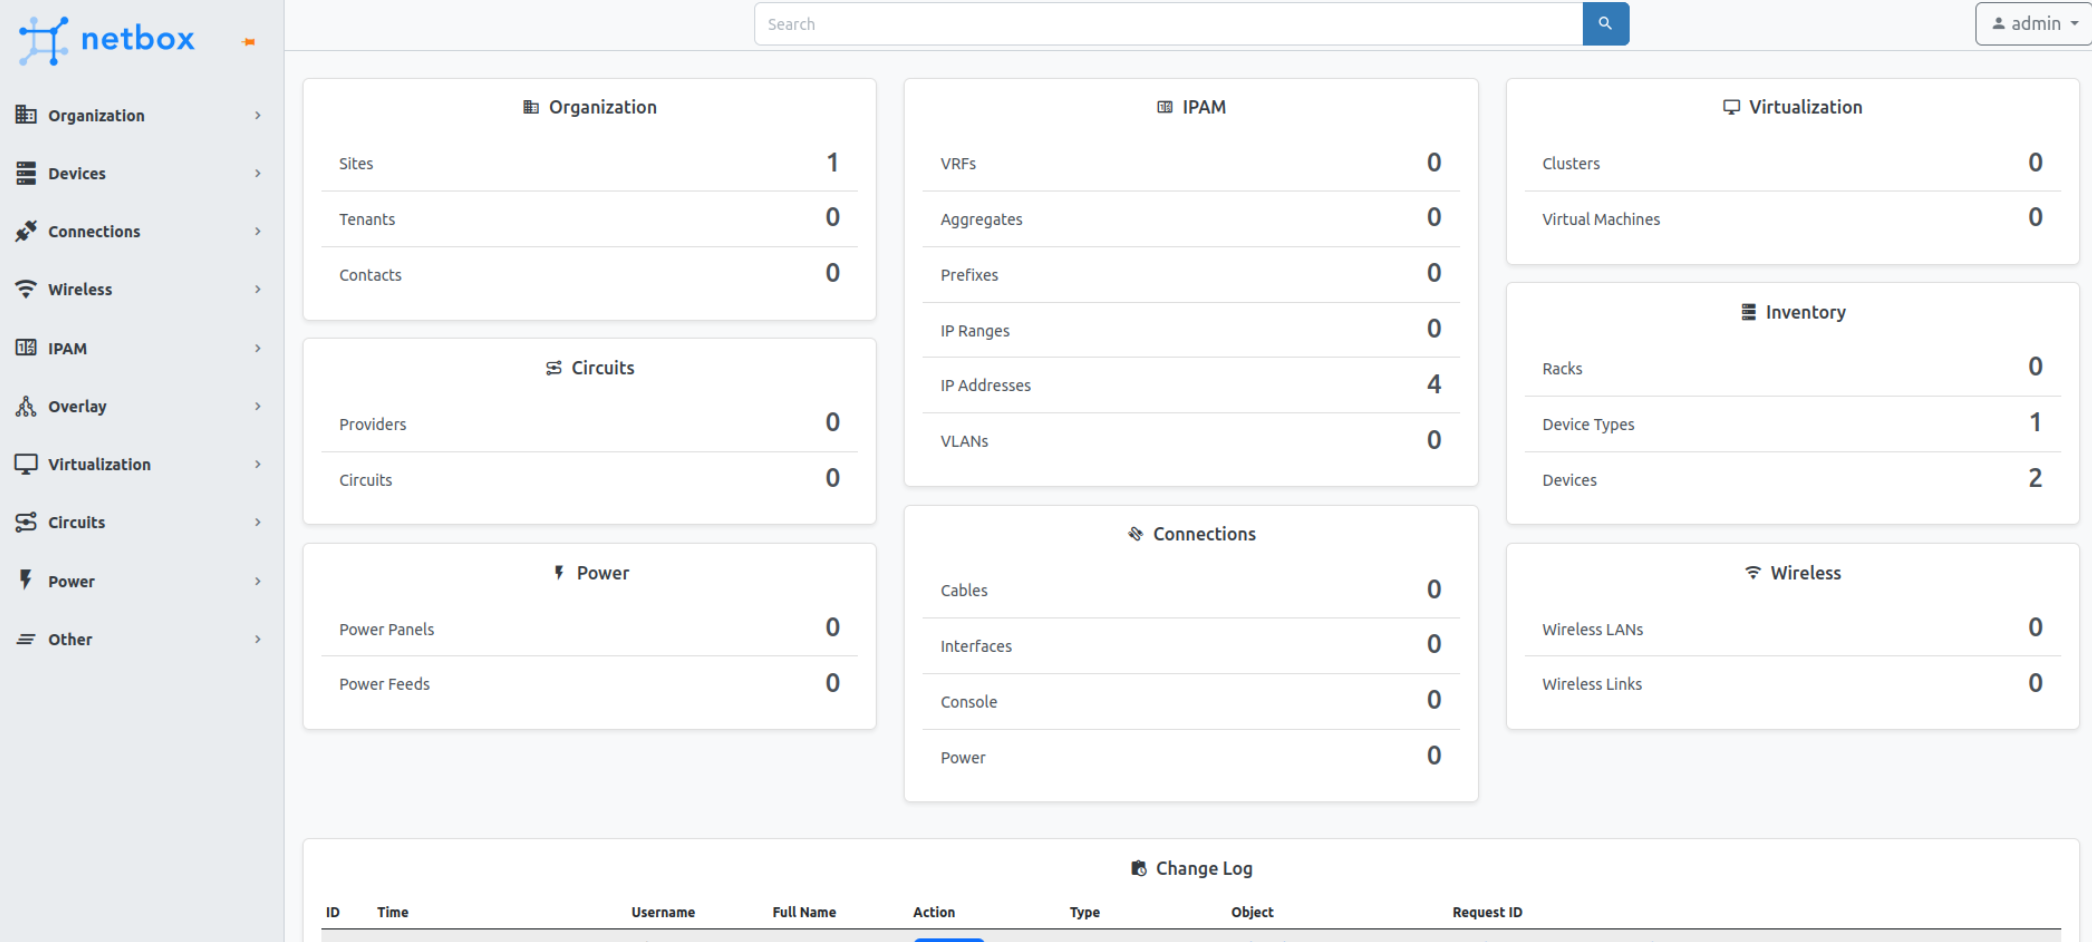 netbox
Search
admin
Organization
Devices
Connections
Wireless
IPAM
Overlay
Virtualization
Circuits
Power
Other
Organization
Sites 1
Tenants 0
Contacts 0
Circuits
Providers 0
Circuits 0
Power
Power Panels 0
Power Feeds 0
IPAM
VRFs 0
Aggregates 0
Prefixes 0
IP Ranges 0
IP Addresses 4
VLANs 0
Connections
Cables 0
Interfaces 0
Console 0
Power 0
Virtualization
Clusters 0
Virtual Machines 0
Inventory
Racks 0
Device Types 1
Devices 2
Wireless
Wireless LANs 0
Wireless Links 0
Change Log
ID Time Username Full Name Action Type Object Request ID